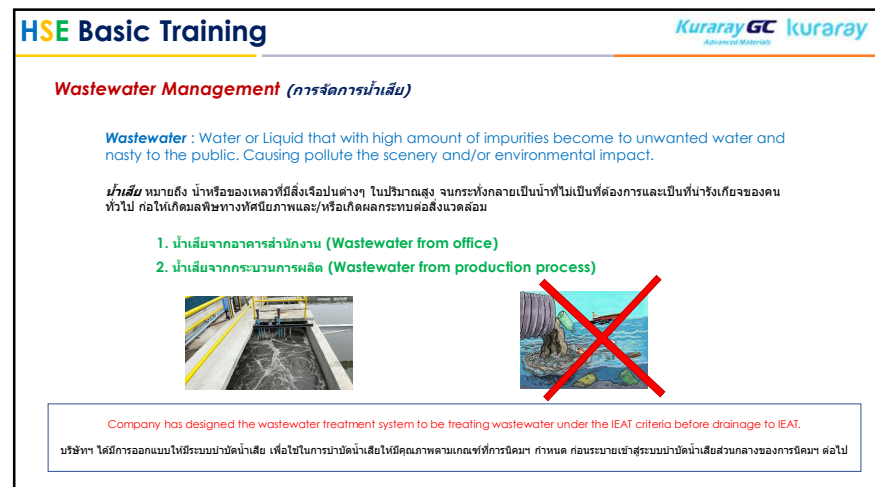 HSE Basic Training
Kuraray GC
Advanced Materials
kuraray
Wastewater Management (การจัดการน้ำเสีย)
Wastewater : Water or Liquid that with high amount of impurities become to unwanted water and
nasty to the public. Causing pollute the scenery and/or environmental impact.
น้ำเสีย หมายถึง น้ำหรือของเหลวที่มีสิ่งเจือปนต่างๆ ในปริมาณสูง จนกระทั่งกลายเป็นน้ำที่ไม่เป็นที่ต้องการและเป็นที่น่ารังเกียจของคน
ทั่วไป ก่อให้เกิดมลพิษทางทัศนียภาพและ/หรือเกิดผลกระทบต่อสิ่งแวดล้อม
1. น้ำเสียจากอาคารสำนักงาน (Wastewater from office)
2. น้ำเสียจากกระบวนการผลิต (Wastewater from production process)
Company has designed the wastewater treatment system to be treating wastewater under the IEAT criteria before drainage to IEAT.
บริษัทฯ ได้มีการออกแบบให้มีระบบบำบัดน้ำเสีย เพื่อใช้ในการบำบัดน้ำเสียให้มีคุณภาพตามเกณฑ์ที่การนิคมฯ กำหนด ก่อนระบายเข้าสู่ระบบบำบัดน้ำเสียส่วนกลางของการนิคมฯ ต่อไป